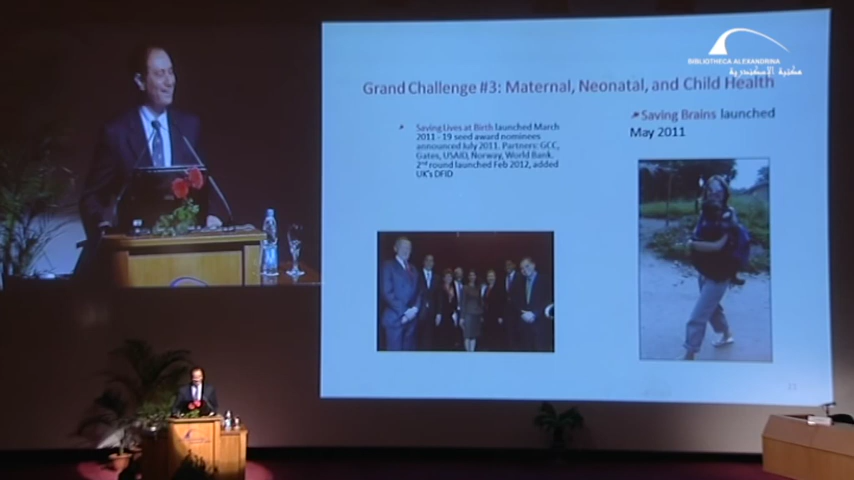 BIBLIOTHECA ALEXANDRINA
مكتبة الإسكندرية
Grand Challenge #3: Maternal, Neonatal, and Child Health
Saving Lives at Birth launched March
2011 - 19 seed award nominees
announced July 2011. Partners: GCC,
Gates, USAID, Norway, World Bank.
2nd round launched Feb 2012, added
UK's DFID
Saving Brains launched
May 2011